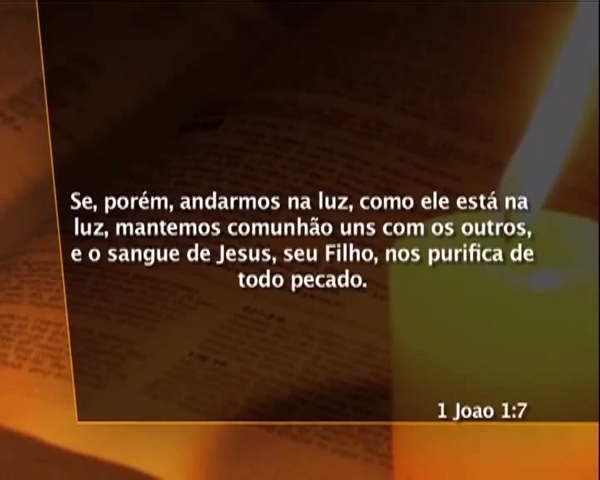 Se, porém, andarmos na luz, como ele está na
luz, mantemos comunhão uns com os outros,
e o sangue de Jesus, seu Filho, nos purifica de
todo pecado.
1 Joao 1:7